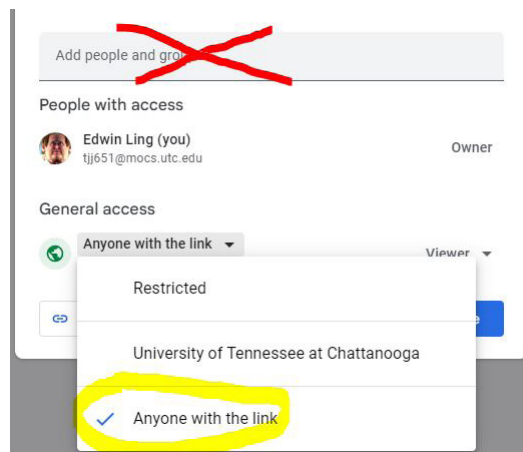 Add people and gro
People with access
Edwin Ling (you)
tjj651@mocs.utc.edu
Owner
General access
Anyone with the link
Viewer
Restricted
University of Tennessee at Chattanooga
Anyone with the link